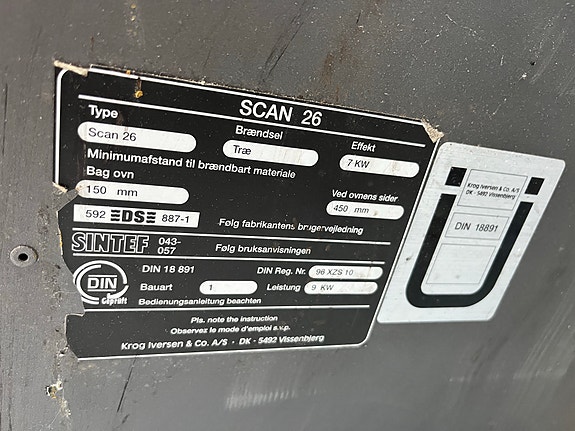 SCAN 26
Type
Brændsel
Effekt
Scan 26
Træ
7 KW
Minimumafstand til brændbart materiale
Bag ovn
Ved ovnens sider
150 mm
450 mm
592 DS 887-1
Følg fabrikantens brugervejledning
SINTEF 043-
057
Følg bruksanvisningen
DIN
Geprüft
DIN 18 891
DIN Reg. Nr. 96 XZS 10
Bauart 1
Leistung 9 KW
Bedienungsanleitung beachten
Pls. note the instruction
Observez le mode d'emploi s.v.p.
Krog Iversen & Co. A/S · DK - 5492 Vissenbjerg
Ü
Krog Iversen & Co. A/S
DK - 5492 Vissenbjerg
DIN 18891